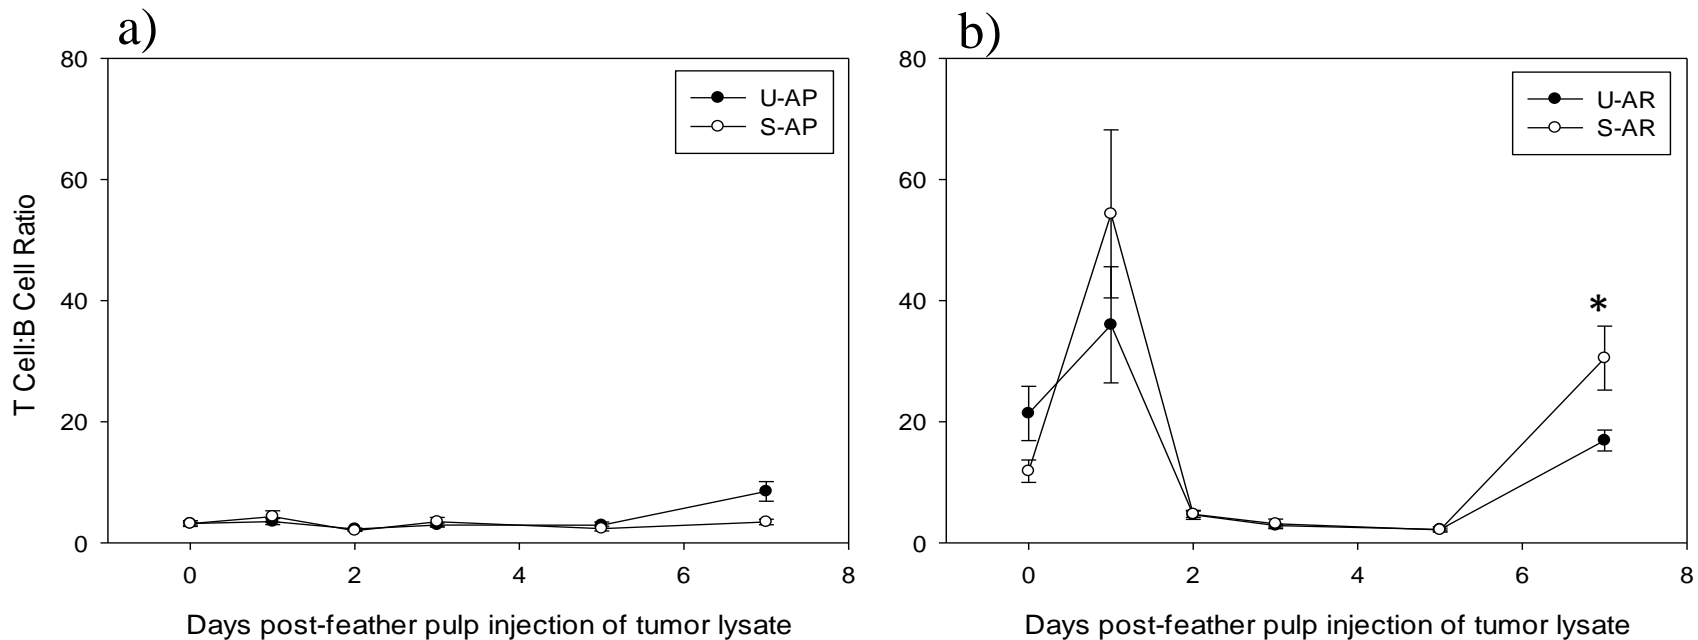 a)
80
60
40
20
0
0
2
4
6
8
T Cell:B Cell Ratio
Days post-feather pulp injection of tumor lysate
U-AP
S-AP
b)
80
60
40
20
0
0
2
4
6
8
Days post-feather pulp injection of tumor lysate
U-AR
S-AR
*